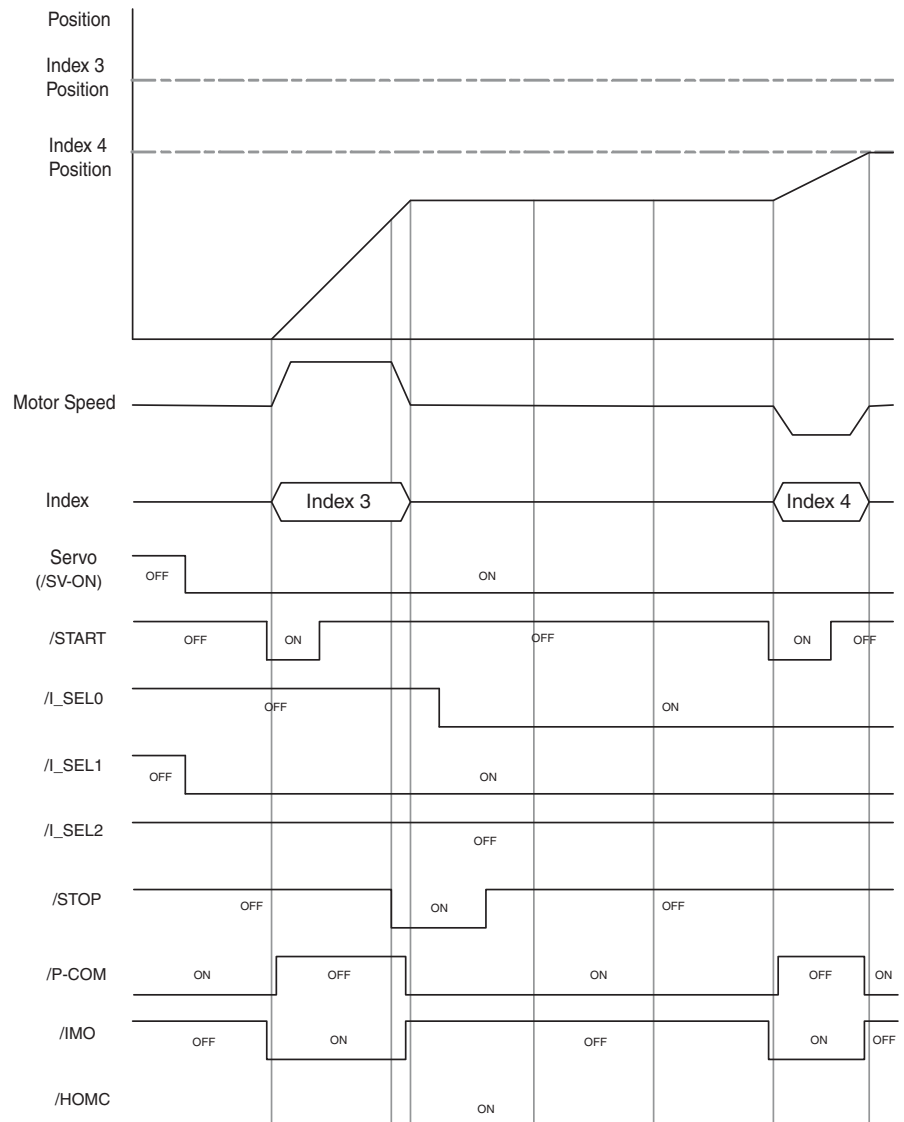 Position
Index 3
Position
Index 4
Position
Motor Speed
Index
Index 3
Index 4
Servo
(/SV-ON)
OFF
ON
/START
OFF
ON
OFF
ON
OFF
/I_SEL0
OFF
ON
/I_SEL1
OFF
ON
/I_SEL2
OFF
/STOP
OFF
ON
OFF
/P-COM
ON
OFF
ON
OFF
ON
/IMO
OFF
ON
OFF
ON
OFF
/HOMC
ON